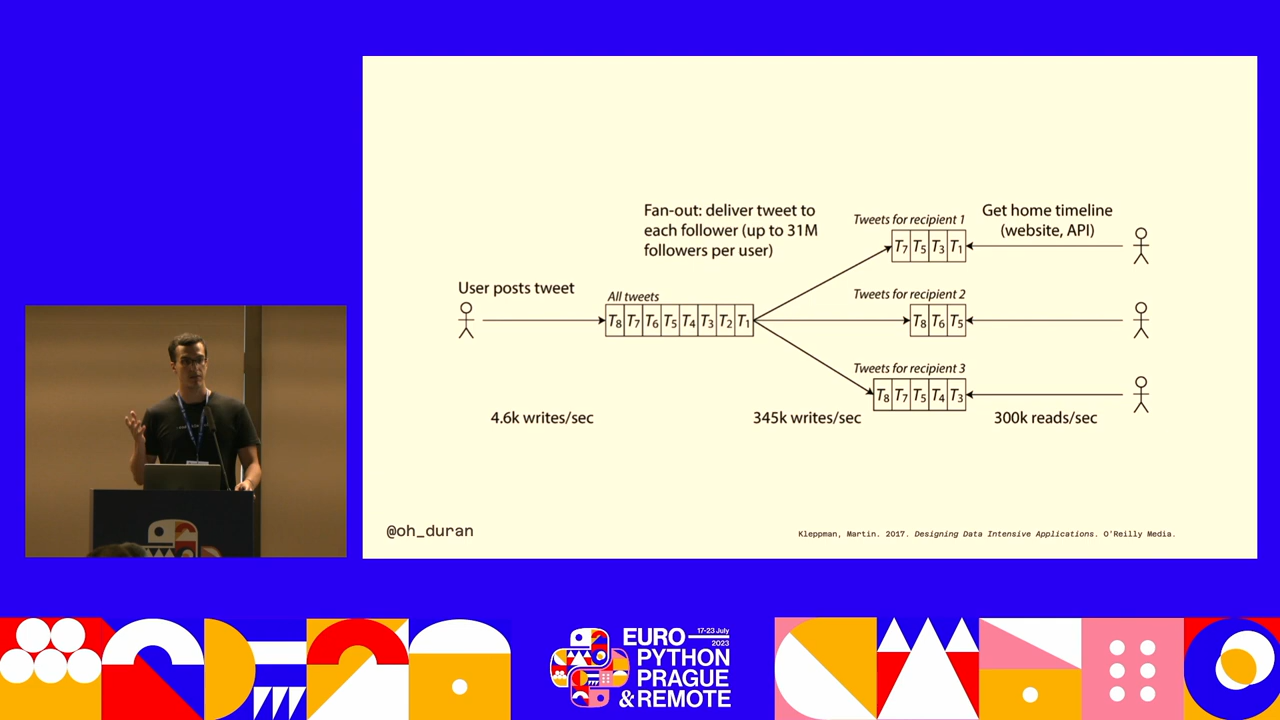 Fan-out: deliver tweet to
each follower (up to 31M
followers per user)
Tweets for recipient 1
T7 T5 T3 T1
Get home timeline
(website, API)
User posts tweet
All tweets
T8 T7 T6 T5 T4 T3 T2 T1
Tweets for recipient 2
T8 T6 T5
Tweets for recipient 3
T8 T7 T5 T4 T3
4.6k writes/sec
345k writes/sec
300k reads/sec
@oh_duran
Kleppman, Martin. 2017. Designing Data Intensive Applications. O'Reilly Media.
EURO
17-23 July
2023
PYTHON
PRAGUE
&REMOTE